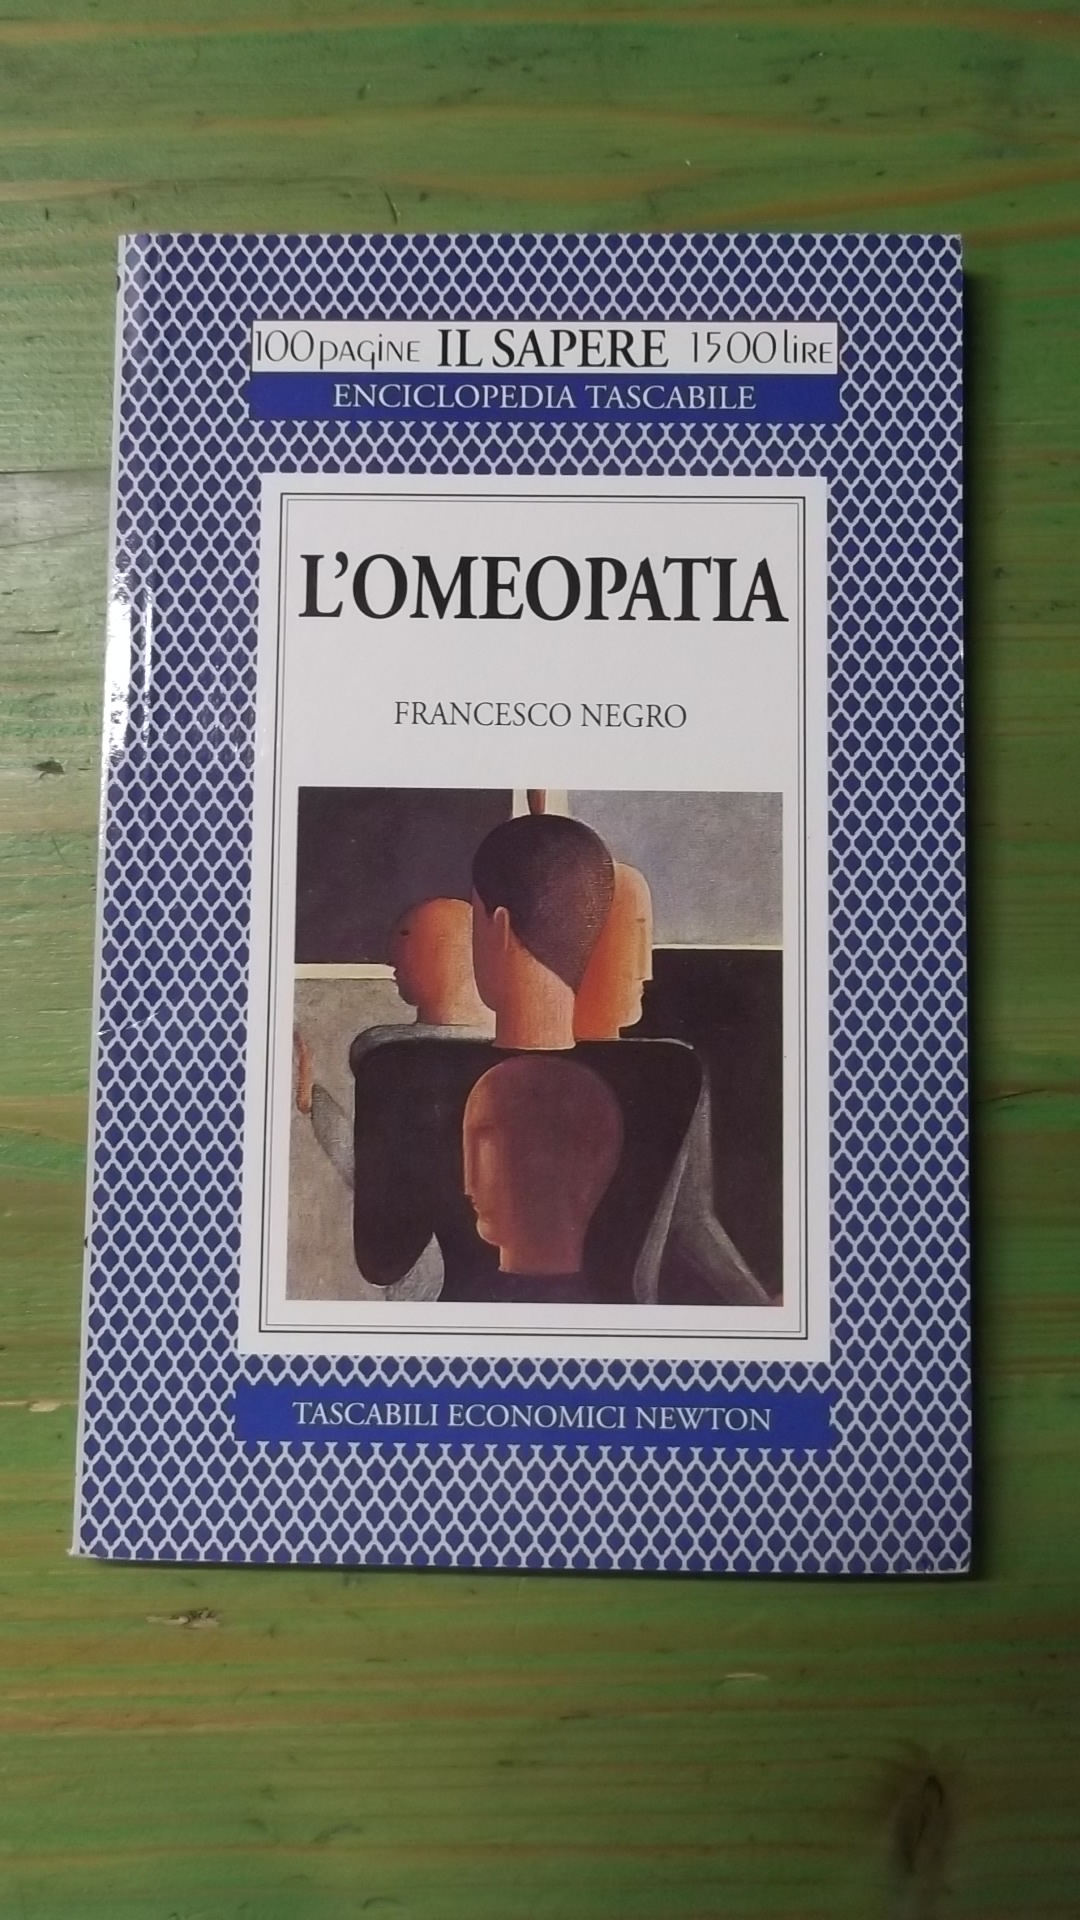 100 pagine IL SAPERE 1500 lire
ENCICLOPEDIA TASCABILE
L'OMEOPATIA
FRANCESCO NEGRO
TASCABILI ECONOMICI NEWTON